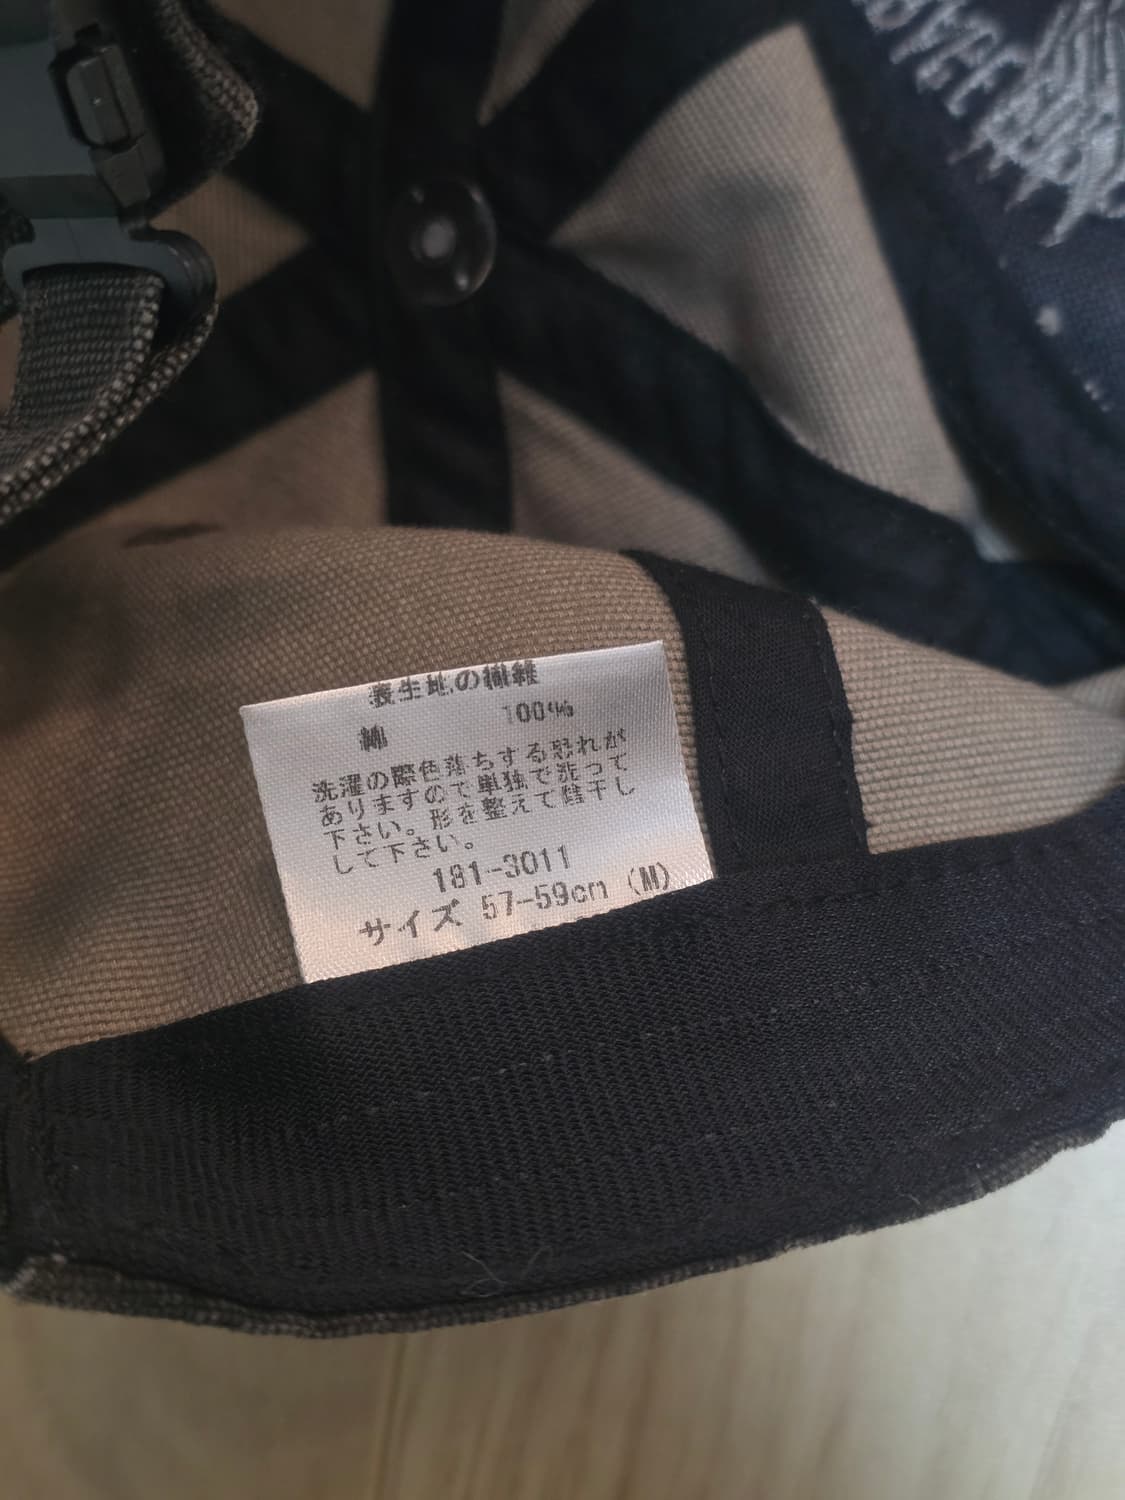 表生地の繊維
綿 100%
洗濯の際色落ちする恐れが
ありますので単独で洗って
下さい。形を整えて陰干し
して下さい。
181-3011
サイズ 57-59cm (M)